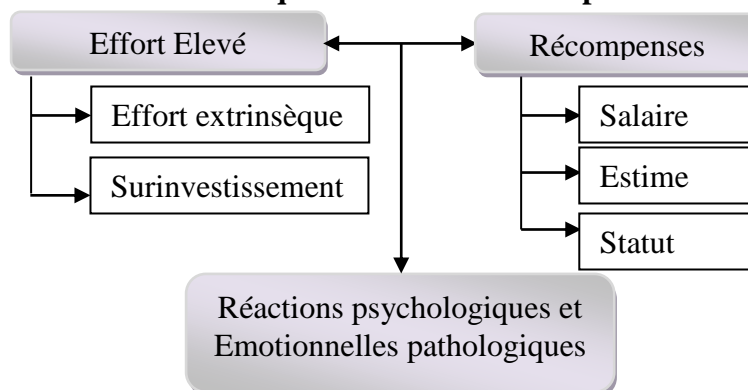 Effort Elevé
Récompenses
Effort extrinsèque
Surinvestissement
Salaire
Estime
Statut
Réactions psychologiques et
Emotionnelles pathologiques